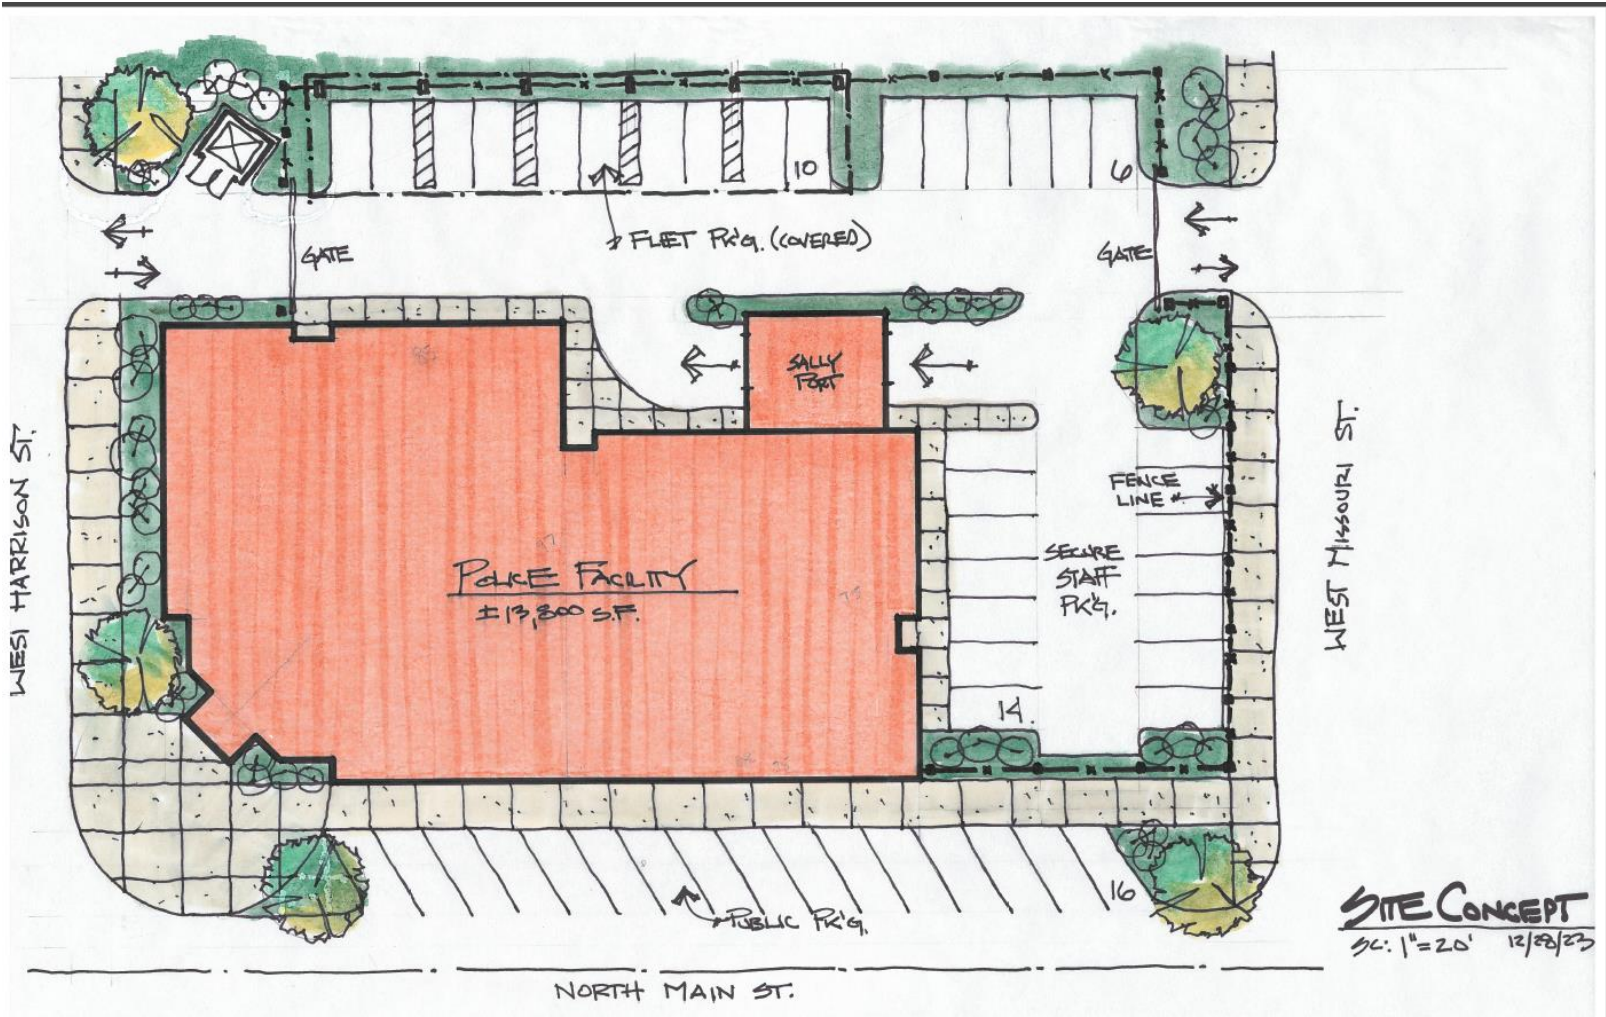 10
6
FLEET PK'G. (COVERED)
GATE
GATE
SALLY
PORT
WEST HARRISON ST.
FENCE
LINE
WEST MISSOURI ST.
SECURE
STAFF
PK'G.
POLICE FACILITY
±13,800 S.F.
14
16
PUBLIC PK'G.
SITE CONCEPT
SC: 1"=20' 12/28/23
NORTH MAIN ST.